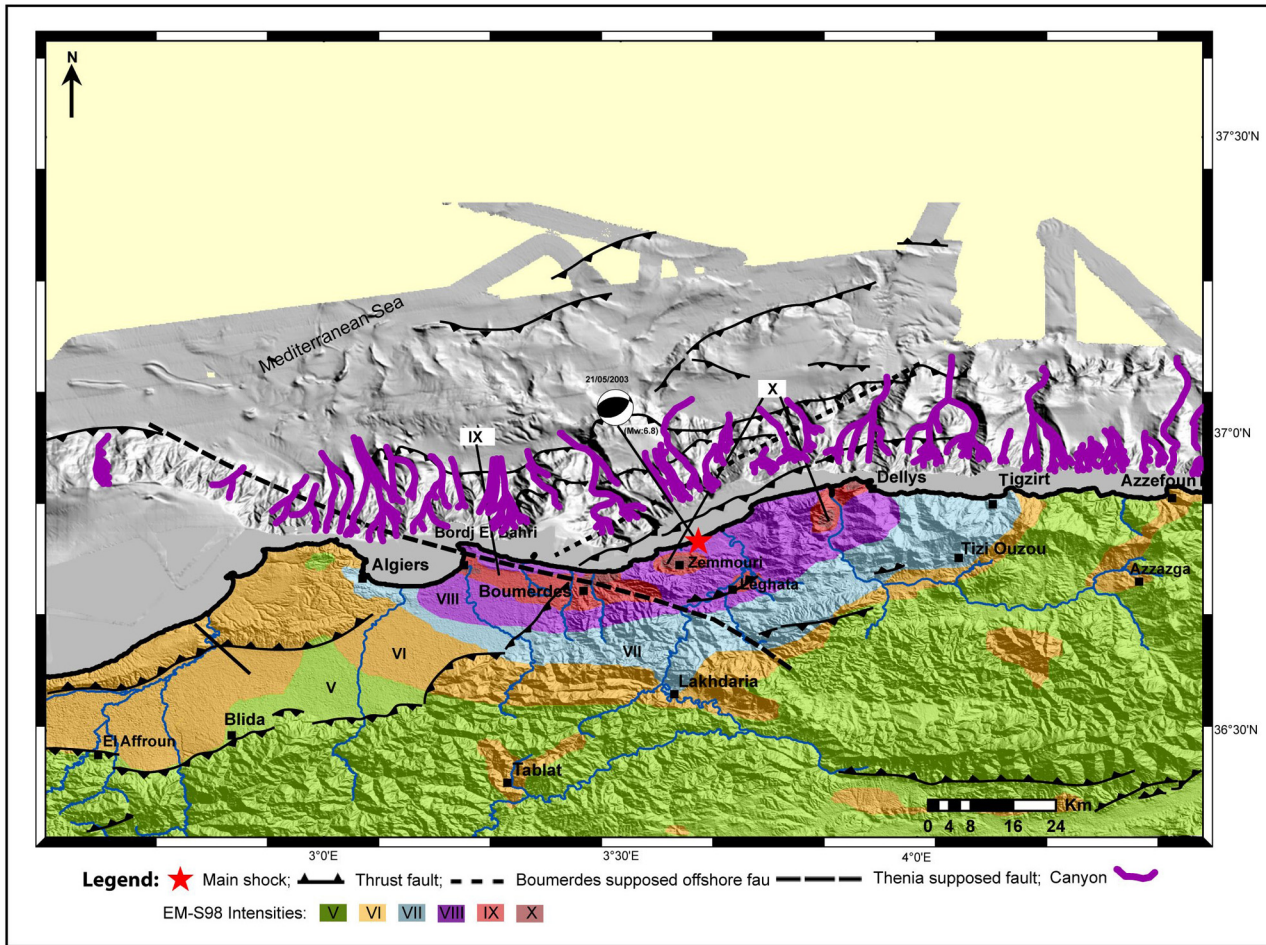 N
37°30'N
Mediterranean Sea
21/05/2003
X
(Mw:6.8)
IX
37°0'N
Dellys
Tigzirt
Azzefoun
Bordj El Bahri
Algiers
Zemmouri
Tizi Ouzou
Azzazga
Leghata
Boumerdes
VIII
VI
VII
V
Lakhdaria
Blida
36°30'N
El Affroun
Tablat
Km
0 4 8 16 24
3°0'E 3°30'E 4°0'E
Legend: Main shock; Thrust fault; Boumerdes supposed offshore fau Thenia supposed fault; Canyon
EM-S98 Intensities: V VI VII VIII IX X